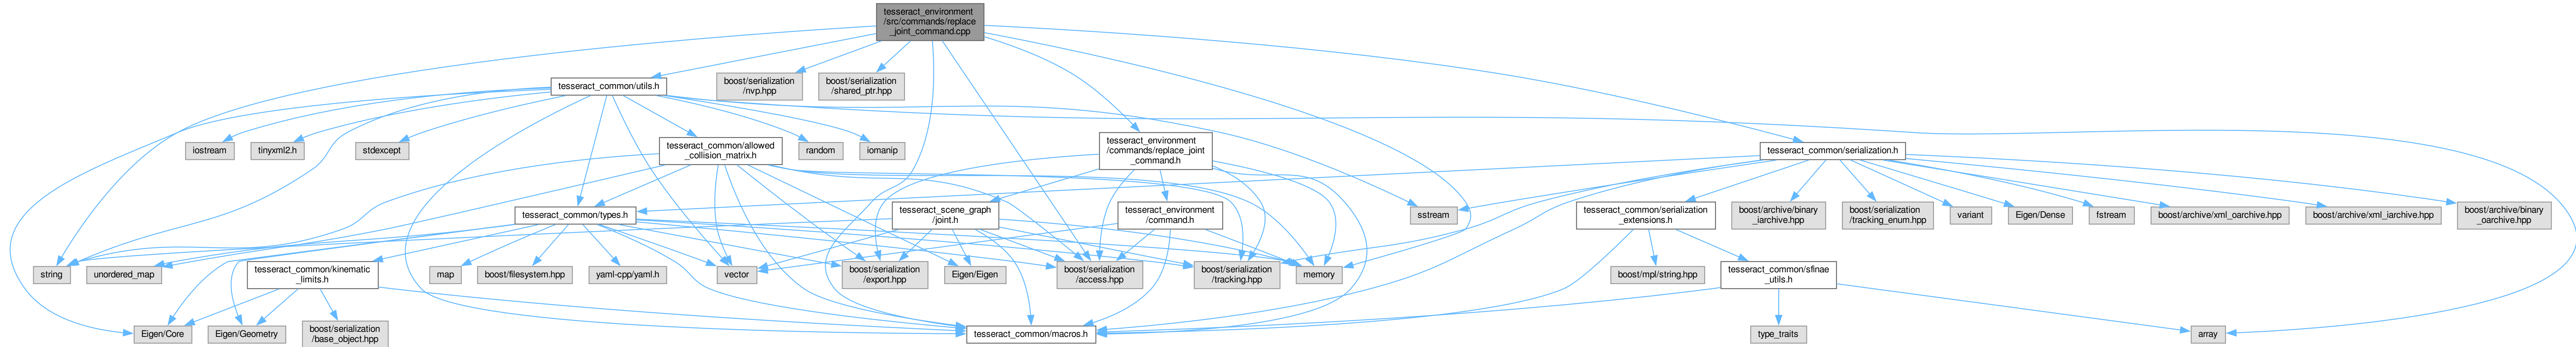 tesseract_environment
/src/commands/replace
_joint_command.cpp
tesseract_common/utils.h
boost/serialization
/nvp.hpp
boost/serialization
/shared_ptr.hpp
iostream
tinyxml2.h
stdexcept
tesseract_common/allowed
_collision_matrix.h
random
iomanip
tesseract_environment
/commands/replace_joint
_command.h
tesseract_common/serialization.h
tesseract_common/types.h
tesseract_scene_graph
/joint.h
tesseract_environment
/command.h
sstream
tesseract_common/serialization
_extensions.h
boost/archive/binary
_iarchive.hpp
boost/serialization
/tracking_enum.hpp
variant
Eigen/Dense
fstream
boost/archive/xml_oarchive.hpp
boost/archive/xml_iarchive.hpp
boost/archive/binary
_oarchive.hpp
string
unordered_map
tesseract_common/kinematic
_limits.h
map
boost/filesystem.hpp
yaml-cpp/yaml.h
vector
boost/serialization
/export.hpp
Eigen/Eigen
boost/serialization
/access.hpp
boost/serialization
/tracking.hpp
memory
boost/mpl/string.hpp
tesseract_common/sfinae
_utils.h
Eigen/Core
Eigen/Geometry
boost/serialization
/base_object.hpp
tesseract_common/macros.h
type_traits
array